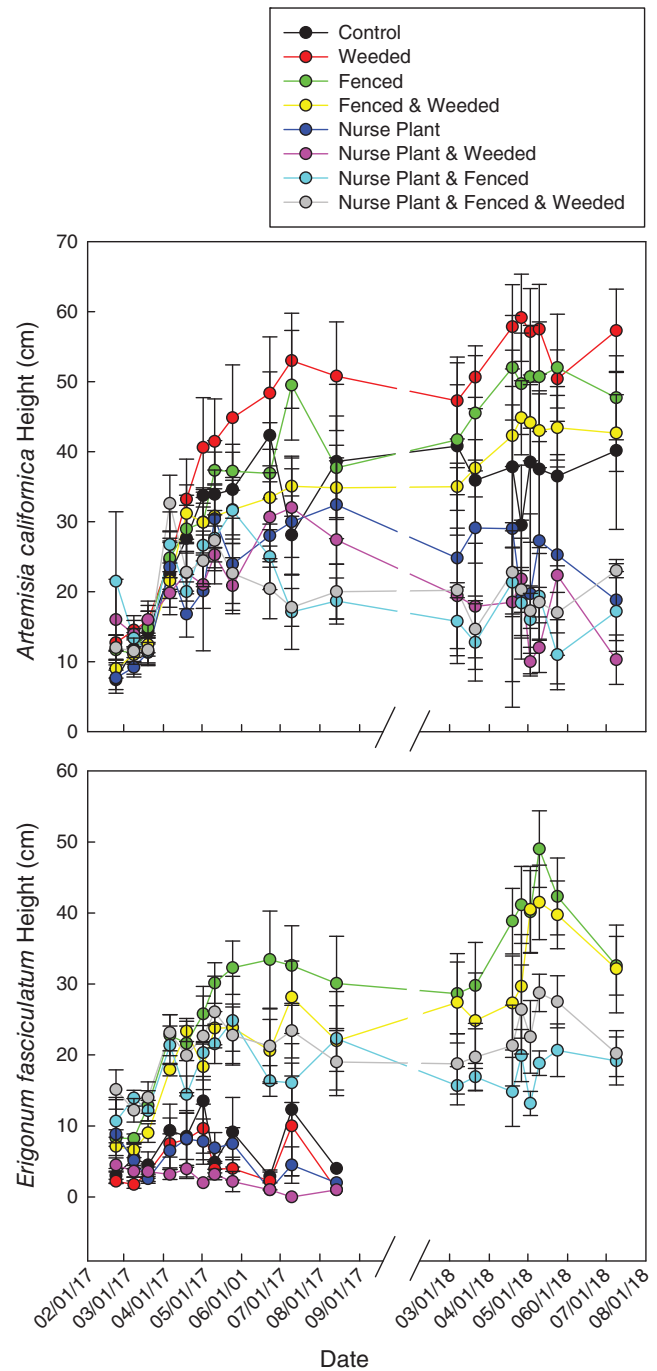 Control
Weeded
Fenced
Fenced & Weeded
Nurse Plant
Nurse Plant & Weeded
Nurse Plant & Fenced
Nurse Plant & Fenced & Weeded
70
60
50
40
30
20
10
0
Artemisia californica Height (cm)
60
50
40
30
20
10
0
Erigonum fasciculatum Height (cm)
02/01/17
03/01/17
04/01/17
05/01/17
06/01/01
07/01/17
08/01/17
09/01/17
03/01/18
04/01/18
05/01/18
060/1/18
07/01/18
08/01/18
Date